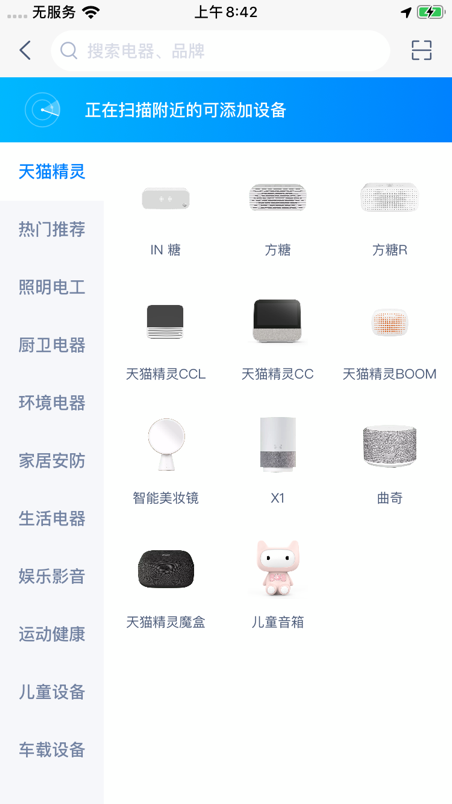 无服务
上午 8:42
搜索电器、品牌
正在扫描附近的可添加设备
天猫精灵
热门推荐
照明电工
厨卫电器
环境电器
家居安防
生活电器
娱乐影音
运动健康
儿童设备
车载设备
IN 糖
方糖
方糖R
天猫精灵CCL
天猫精灵CC
天猫精灵BOOM
智能美妆镜
X1
曲奇
天猫精灵魔盒
儿童音箱